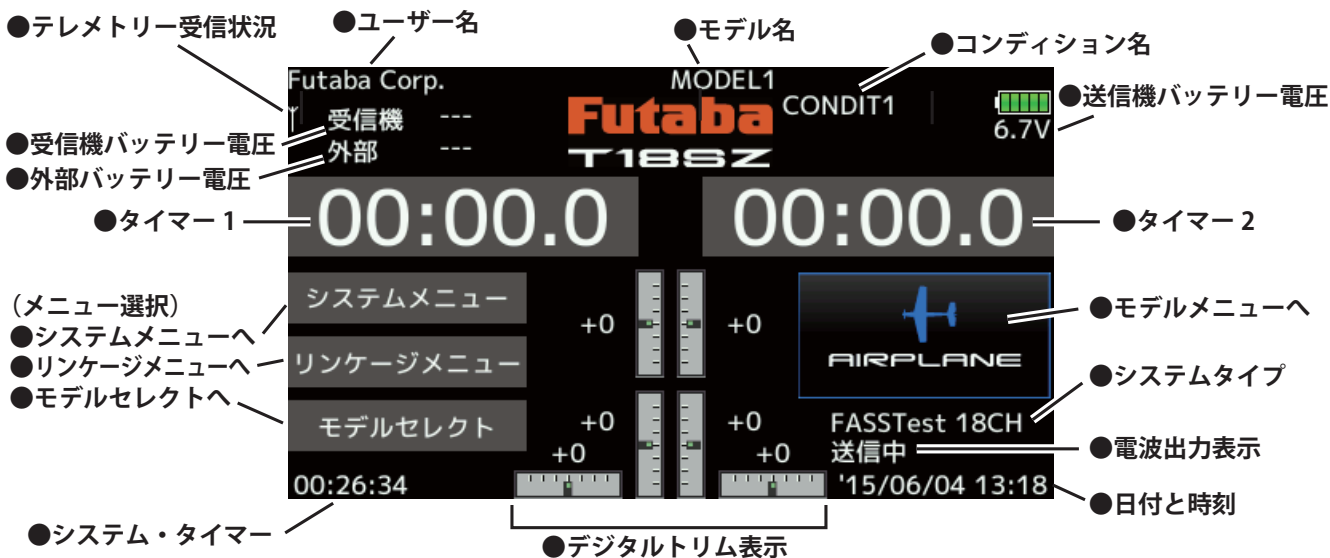 ●テレメトリー受信状況
●ユーザー名
●モデル名
●コンディション名
Futaba Corp.
MODEL1
CONDIT1
●送信機バッテリー電圧
受信機 ---
Futaba
6.7V
●受信機バッテリー電圧
外部 ---
T18SZ
●外部バッテリー電圧
●タイマー 1
00:00.0
00:00.0
●タイマー 2
(メニュー選択)
●システムメニューへ
●リンケージメニューへ
●モデルセレクトへ
システムメニュー
+0
+0
●モデルメニューへ
リンケージメニュー
AIRPLANE
●システムタイプ
モデルセレクト
+0
+0
FASSTest 18CH
+0
+0
送信中
●電波出力表示
00:26:34
'15/06/04 13:18
●日付と時刻
●システム・タイマー
●デジタルトリム表示